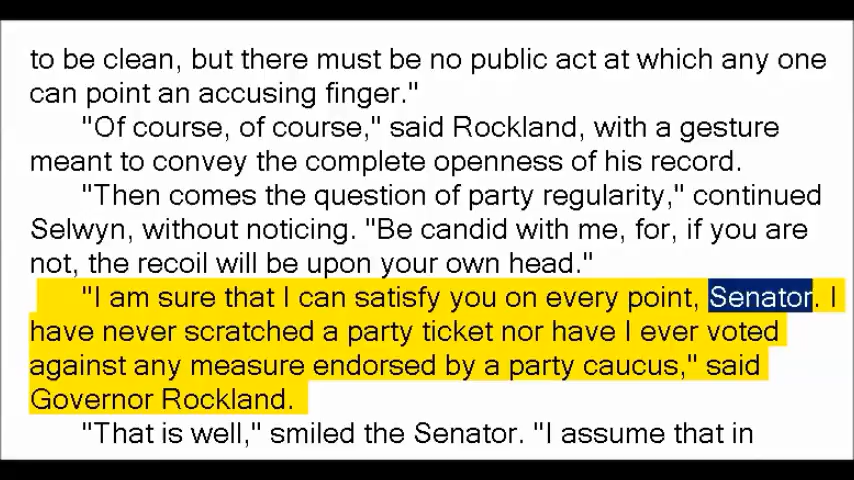 to be clean, but there must be no public act at which any one
can point an accusing finger."
"Of course, of course," said Rockland, with a gesture
meant to convey the complete openness of his record.
"Then comes the question of party regularity," continued
Selwyn, without noticing. "Be candid with me, for, if you are
not, the recoil will be upon your own head."
"I am sure that I can satisfy you on every point, Senator. I
have never scratched a party ticket nor have I ever voted
against any measure endorsed by a party caucus," said
Governor Rockland.
"That is well," smiled the Senator. "I assume that in